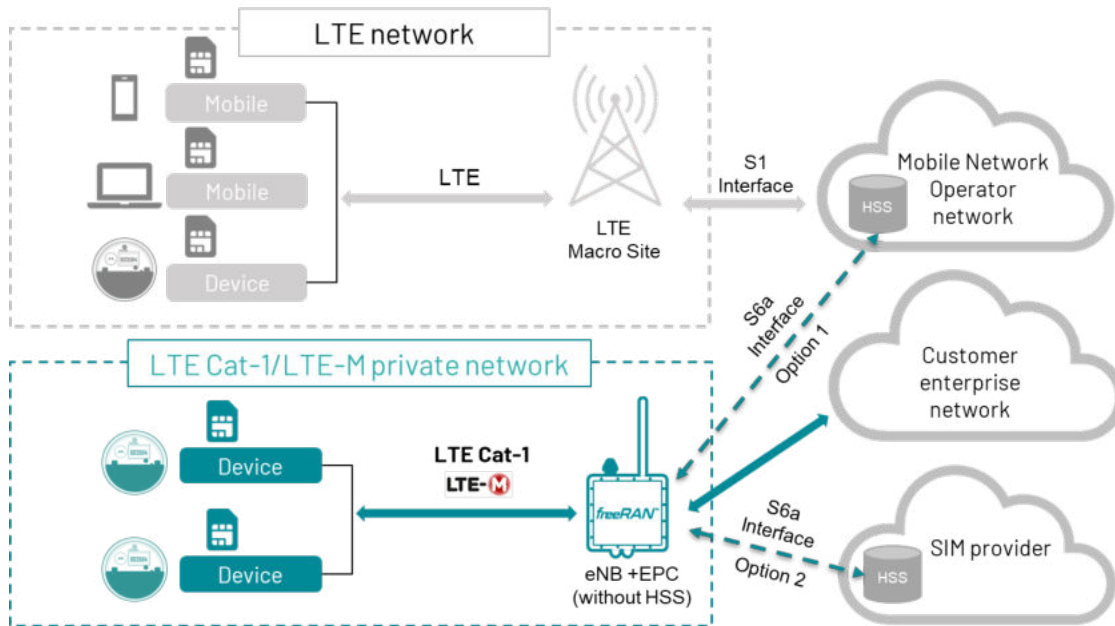 LTE network
Mobile
Mobile
Device
LTE
LTE
Macro Site
S1
Interface
Mobile Network
Operator
network
HSS
S6a
Interface
Option 1
Customer
enterprise
network
LTE Cat-1/LTE-M private network
Device
Device
LTE Cat-1
LTE-M
freeRAN™
eNB +EPC
(without HSS)
S6a
Interface
Option 2
SIM provider
HSS